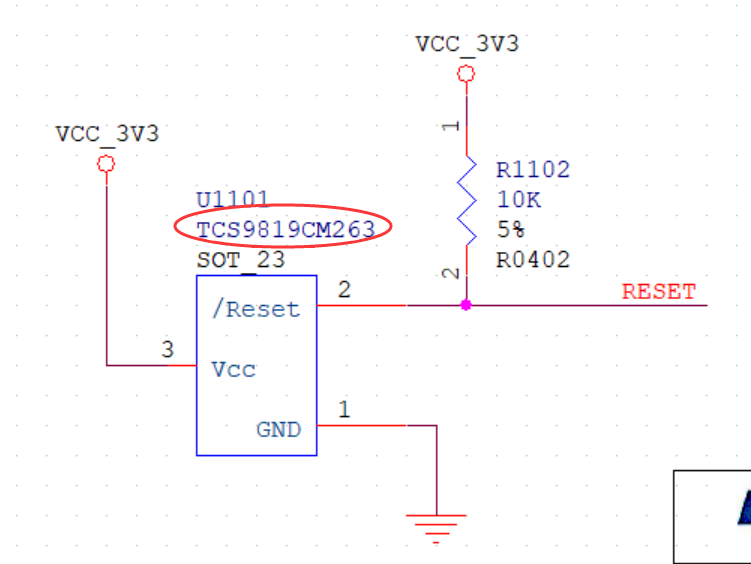 VCC_3V3
VCC_3V3
1
R1102
10K
5%
R0402
2
U1101
TCS9819CM263
SOT_23
/Reset
2
RESET
3
Vcc
1
GND